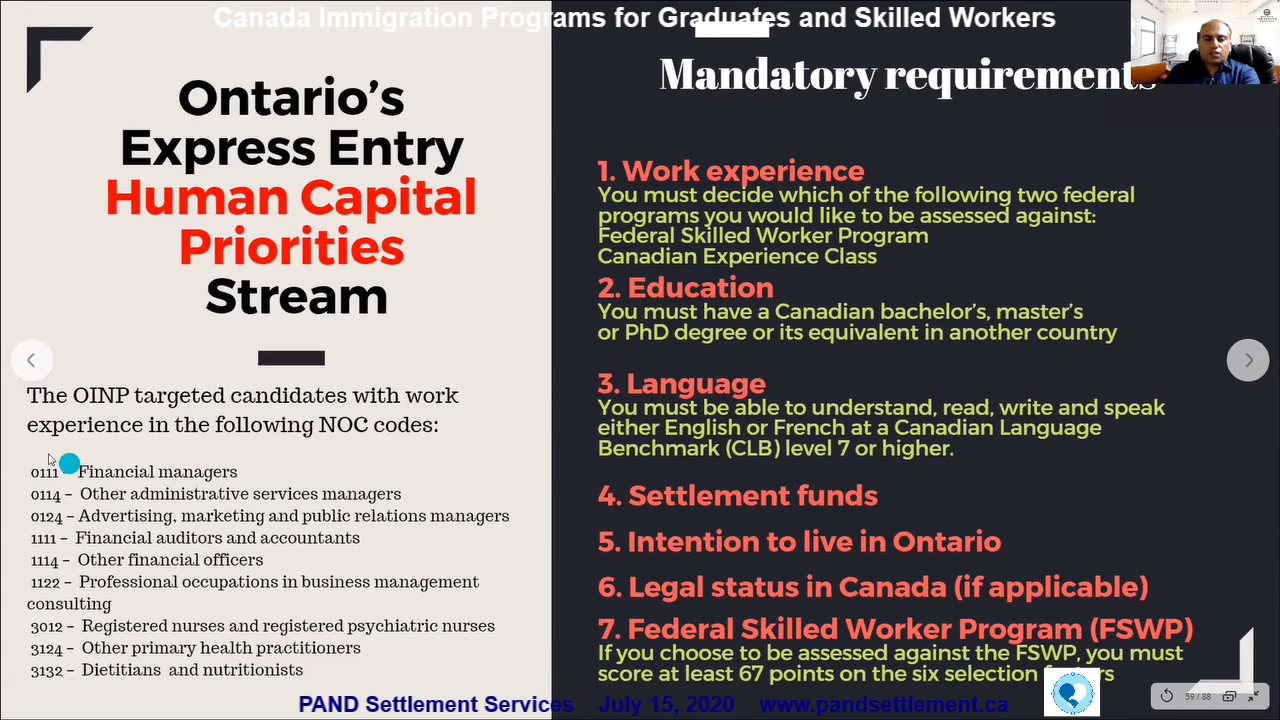 Canada Immigration Programs for Graduates and Skilled Workers
Ontario’s
Express Entry
Human Capital
Priorities
Stream
The OINP targeted candidates with work
experience in the following NOC codes:
0111 – Financial managers
0114 – Other administrative services managers
0124 – Advertising, marketing and public relations managers
1111 – Financial auditors and accountants
1114 – Other financial officers
1122 – Professional occupations in business management
consulting
3012 – Registered nurses and registered psychiatric nurses
3124 – Other primary health practitioners
3132 – Dietitians and nutritionists
Mandatory requirements
1. Work experience
You must decide which of the following two federal
programs you would like to be assessed against:
Federal Skilled Worker Program
Canadian Experience Class
2. Education
You must have a Canadian bachelor’s, master’s
or PhD degree or its equivalent in another country
3. Language
You must be able to understand, read, write and speak
either English or French at a Canadian Language
Benchmark (CLB) level 7 or higher.
4. Settlement funds
5. Intention to live in Ontario
6. Legal status in Canada (if applicable)
7. Federal Skilled Worker Program (FSWP)
If you choose to be assessed against the FSWP, you must
score at least 67 points on the six selection factors
59 / 88
PAND Settlement Services July 15, 2020 www.pandsettlement.ca